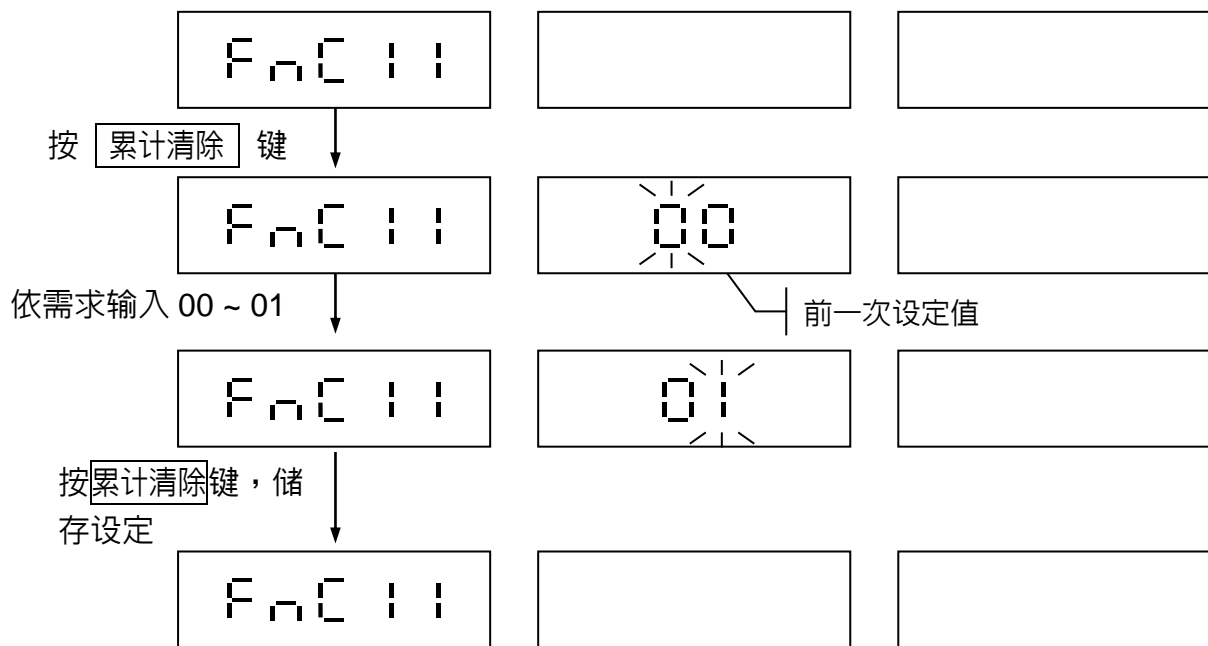 FnC11
按 累计清除 键
FnC11 00
依需求输入 00 ~ 01
前一次设定值
FnC11 01
按累计清除键，储
存设定
FnC11